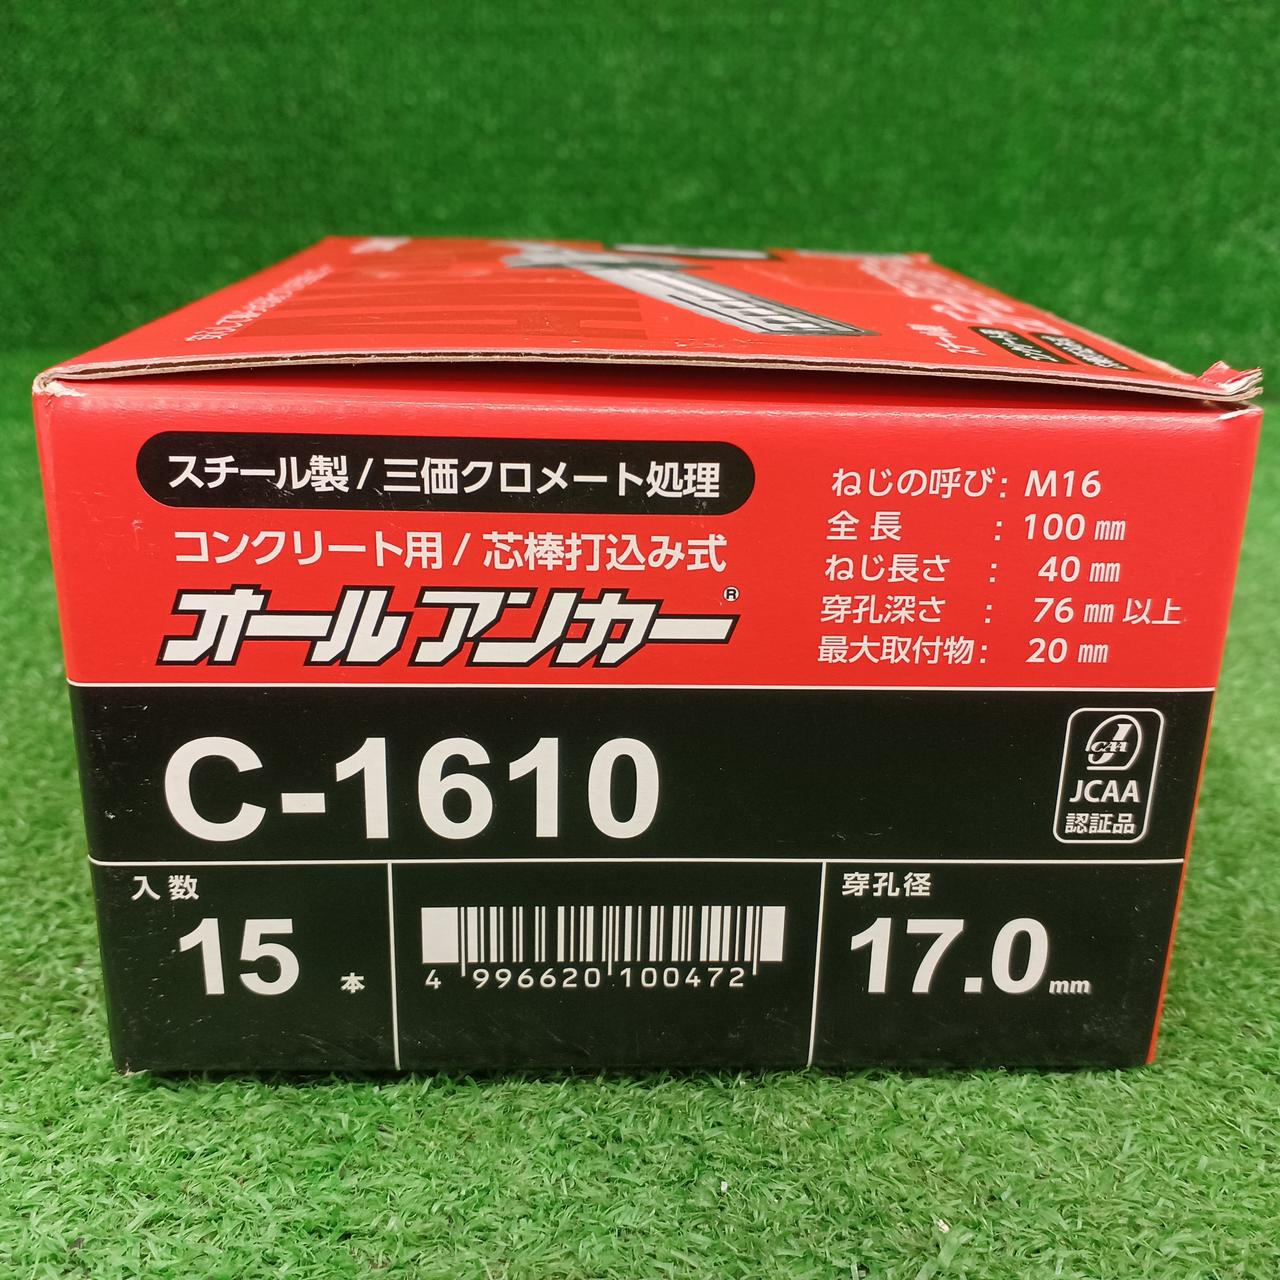 スチール製 / 三価クロメート処理
コンクリート用 / 芯棒打込み式
オールアンカー®
ねじの呼び : M16
全長 : 100 ㎜
ねじ長さ : 40 ㎜
穿孔深さ : 76 ㎜ 以上
最大取付物 : 20 ㎜
C-1610
JCAA
認証品
入数
15 本
4 996620 100472
穿孔径
17.0 mm